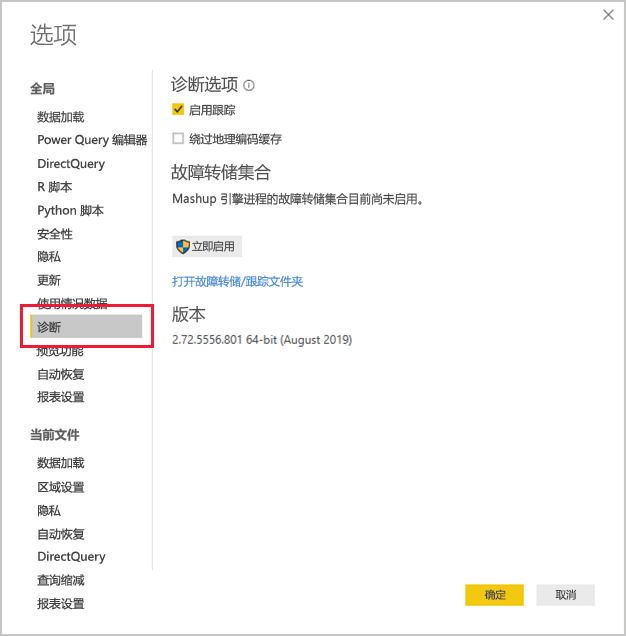 选项
全局
数据加载
Power Query 编辑器
DirectQuery
R 脚本
Python 脚本
安全性
隐私
更新
使用情况数据
诊断
预览功能
自动恢复
报表设置
当前文件
数据加载
区域设置
隐私
自动恢复
DirectQuery
查询缩减
报表设置
诊断选项
启用跟踪
绕过地理编码缓存
故障转储集合
Mashup 引擎进程的故障转储集合目前尚未启用。
立即启用
打开故障转储/跟踪文件夹
版本
2.72.5556.801 64-bit (August 2019)
确定
取消